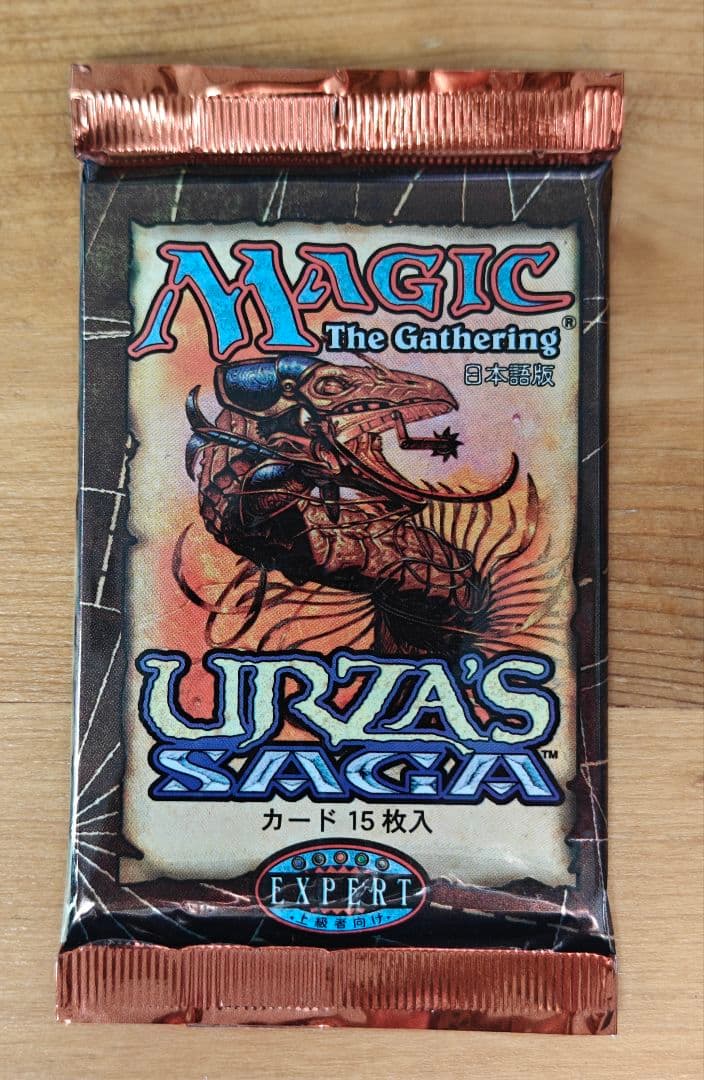 MAGIC
The Gathering®
日本語版
URZA'S
SAGA™
カード 15 枚入
EXPERT
・上級者向け・